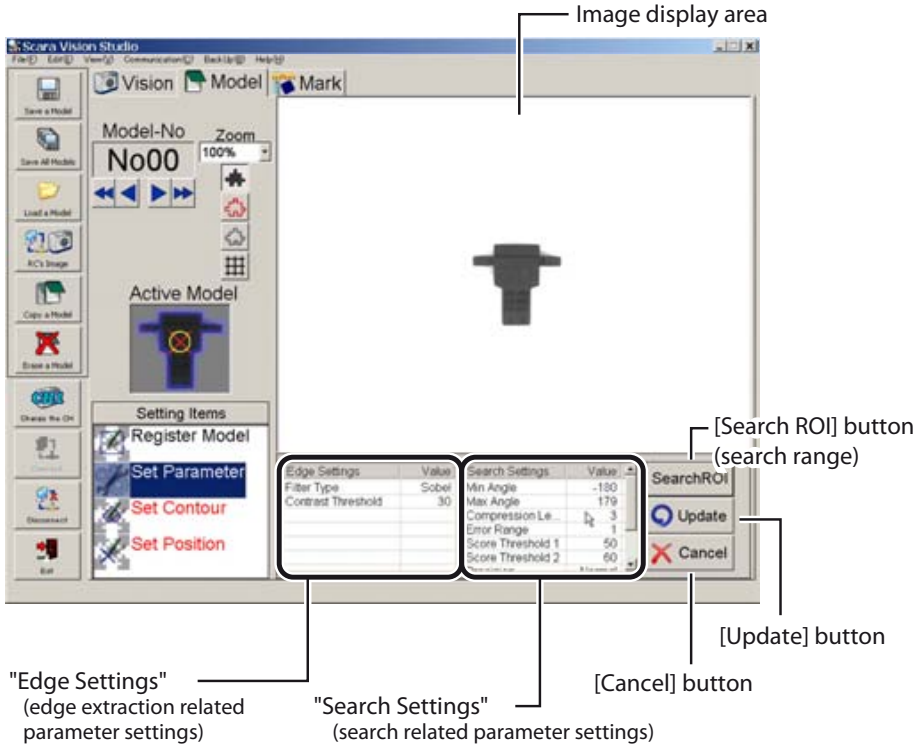 Image display area
Scara Vision Studio
File(F) Edit(E) View(V) Communication(C) BackUp(B) Help(H)
Vision Model Mark
Save a Model
Save All Models
Load a Model
RC's Image
Copy a Model
Erase a Model
Change the CH
Disconnect
Exit
Model-No
No00
Zoom
100%
Active Model
Setting Items
Register Model
Set Parameter
Set Contour
Set Position
Edge Settings Value
Filter Type Sobel
Contrast Threshold 30
Search Settings Value
Min Angle -180
Max Angle 179
Compression Le... 3
Error Range 1
Score Threshold 1 50
Score Threshold 2 60
SearchROI
Update
Cancel
[Search ROI] button
(search range)
[Update] button
[Cancel] button
"Edge Settings"
(edge extraction related
parameter settings)
"Search Settings"
(search related parameter settings)